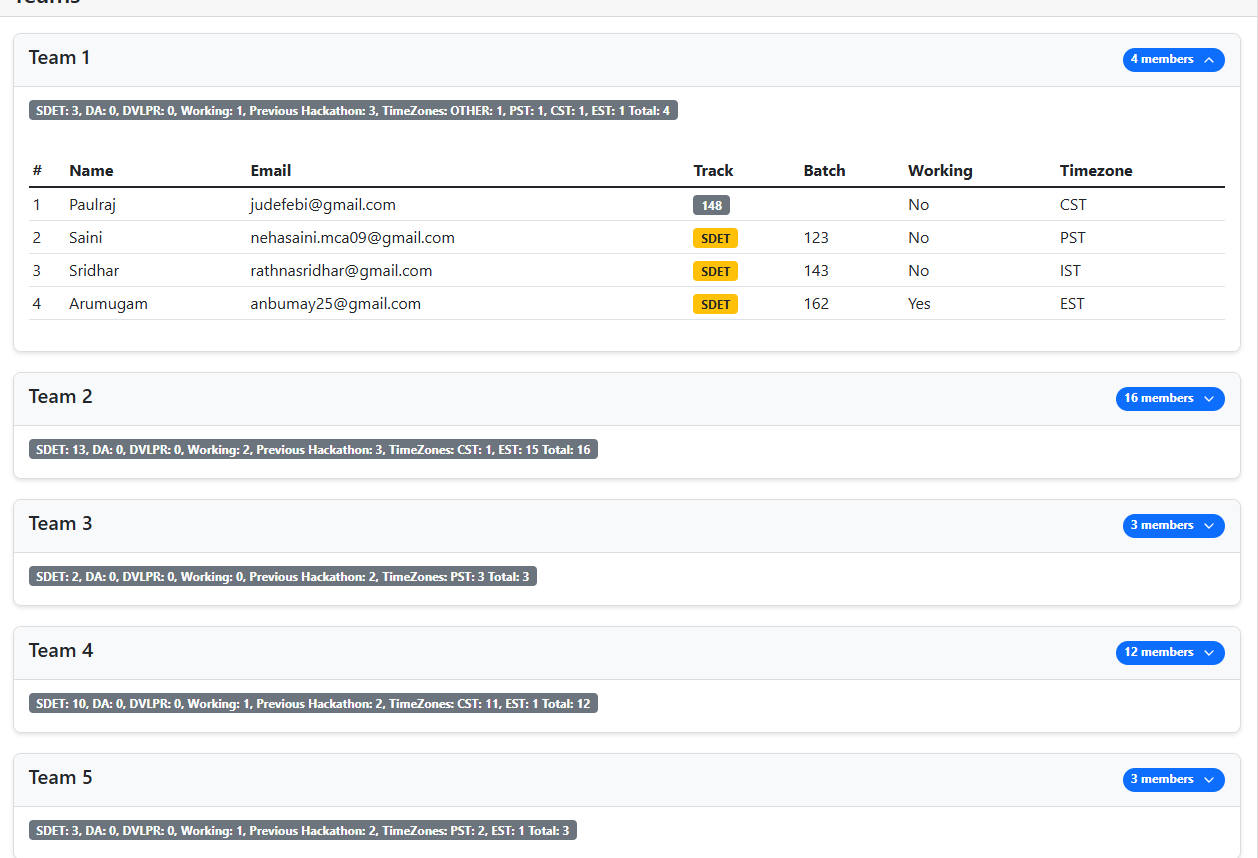 Teams
Team 1
4 members
SDET: 3, DA: 0, DVLPR: 0, Working: 1, Previous Hackathon: 3, TimeZones: OTHER: 1, PST: 1, CST: 1, EST: 1 Total: 4
# Name Email Track Batch Working Timezone
1 Paulraj judefebi@gmail.com 148 No CST
2 Saini nehasaini.mca09@gmail.com SDET 123 No PST
3 Sridhar rathnasridhar@gmail.com SDET 143 No IST
4 Arumugam anbumay25@gmail.com SDET 162 Yes EST
Team 2
16 members
SDET: 13, DA: 0, DVLPR: 0, Working: 2, Previous Hackathon: 3, TimeZones: CST: 1, EST: 15 Total: 16
Team 3
3 members
SDET: 2, DA: 0, DVLPR: 0, Working: 0, Previous Hackathon: 2, TimeZones: PST: 3 Total: 3
Team 4
12 members
SDET: 10, DA: 0, DVLPR: 0, Working: 1, Previous Hackathon: 2, TimeZones: CST: 11, EST: 1 Total: 12
Team 5
3 members
SDET: 3, DA: 0, DVLPR: 0, Working: 1, Previous Hackathon: 2, TimeZones: PST: 2, EST: 1 Total: 3